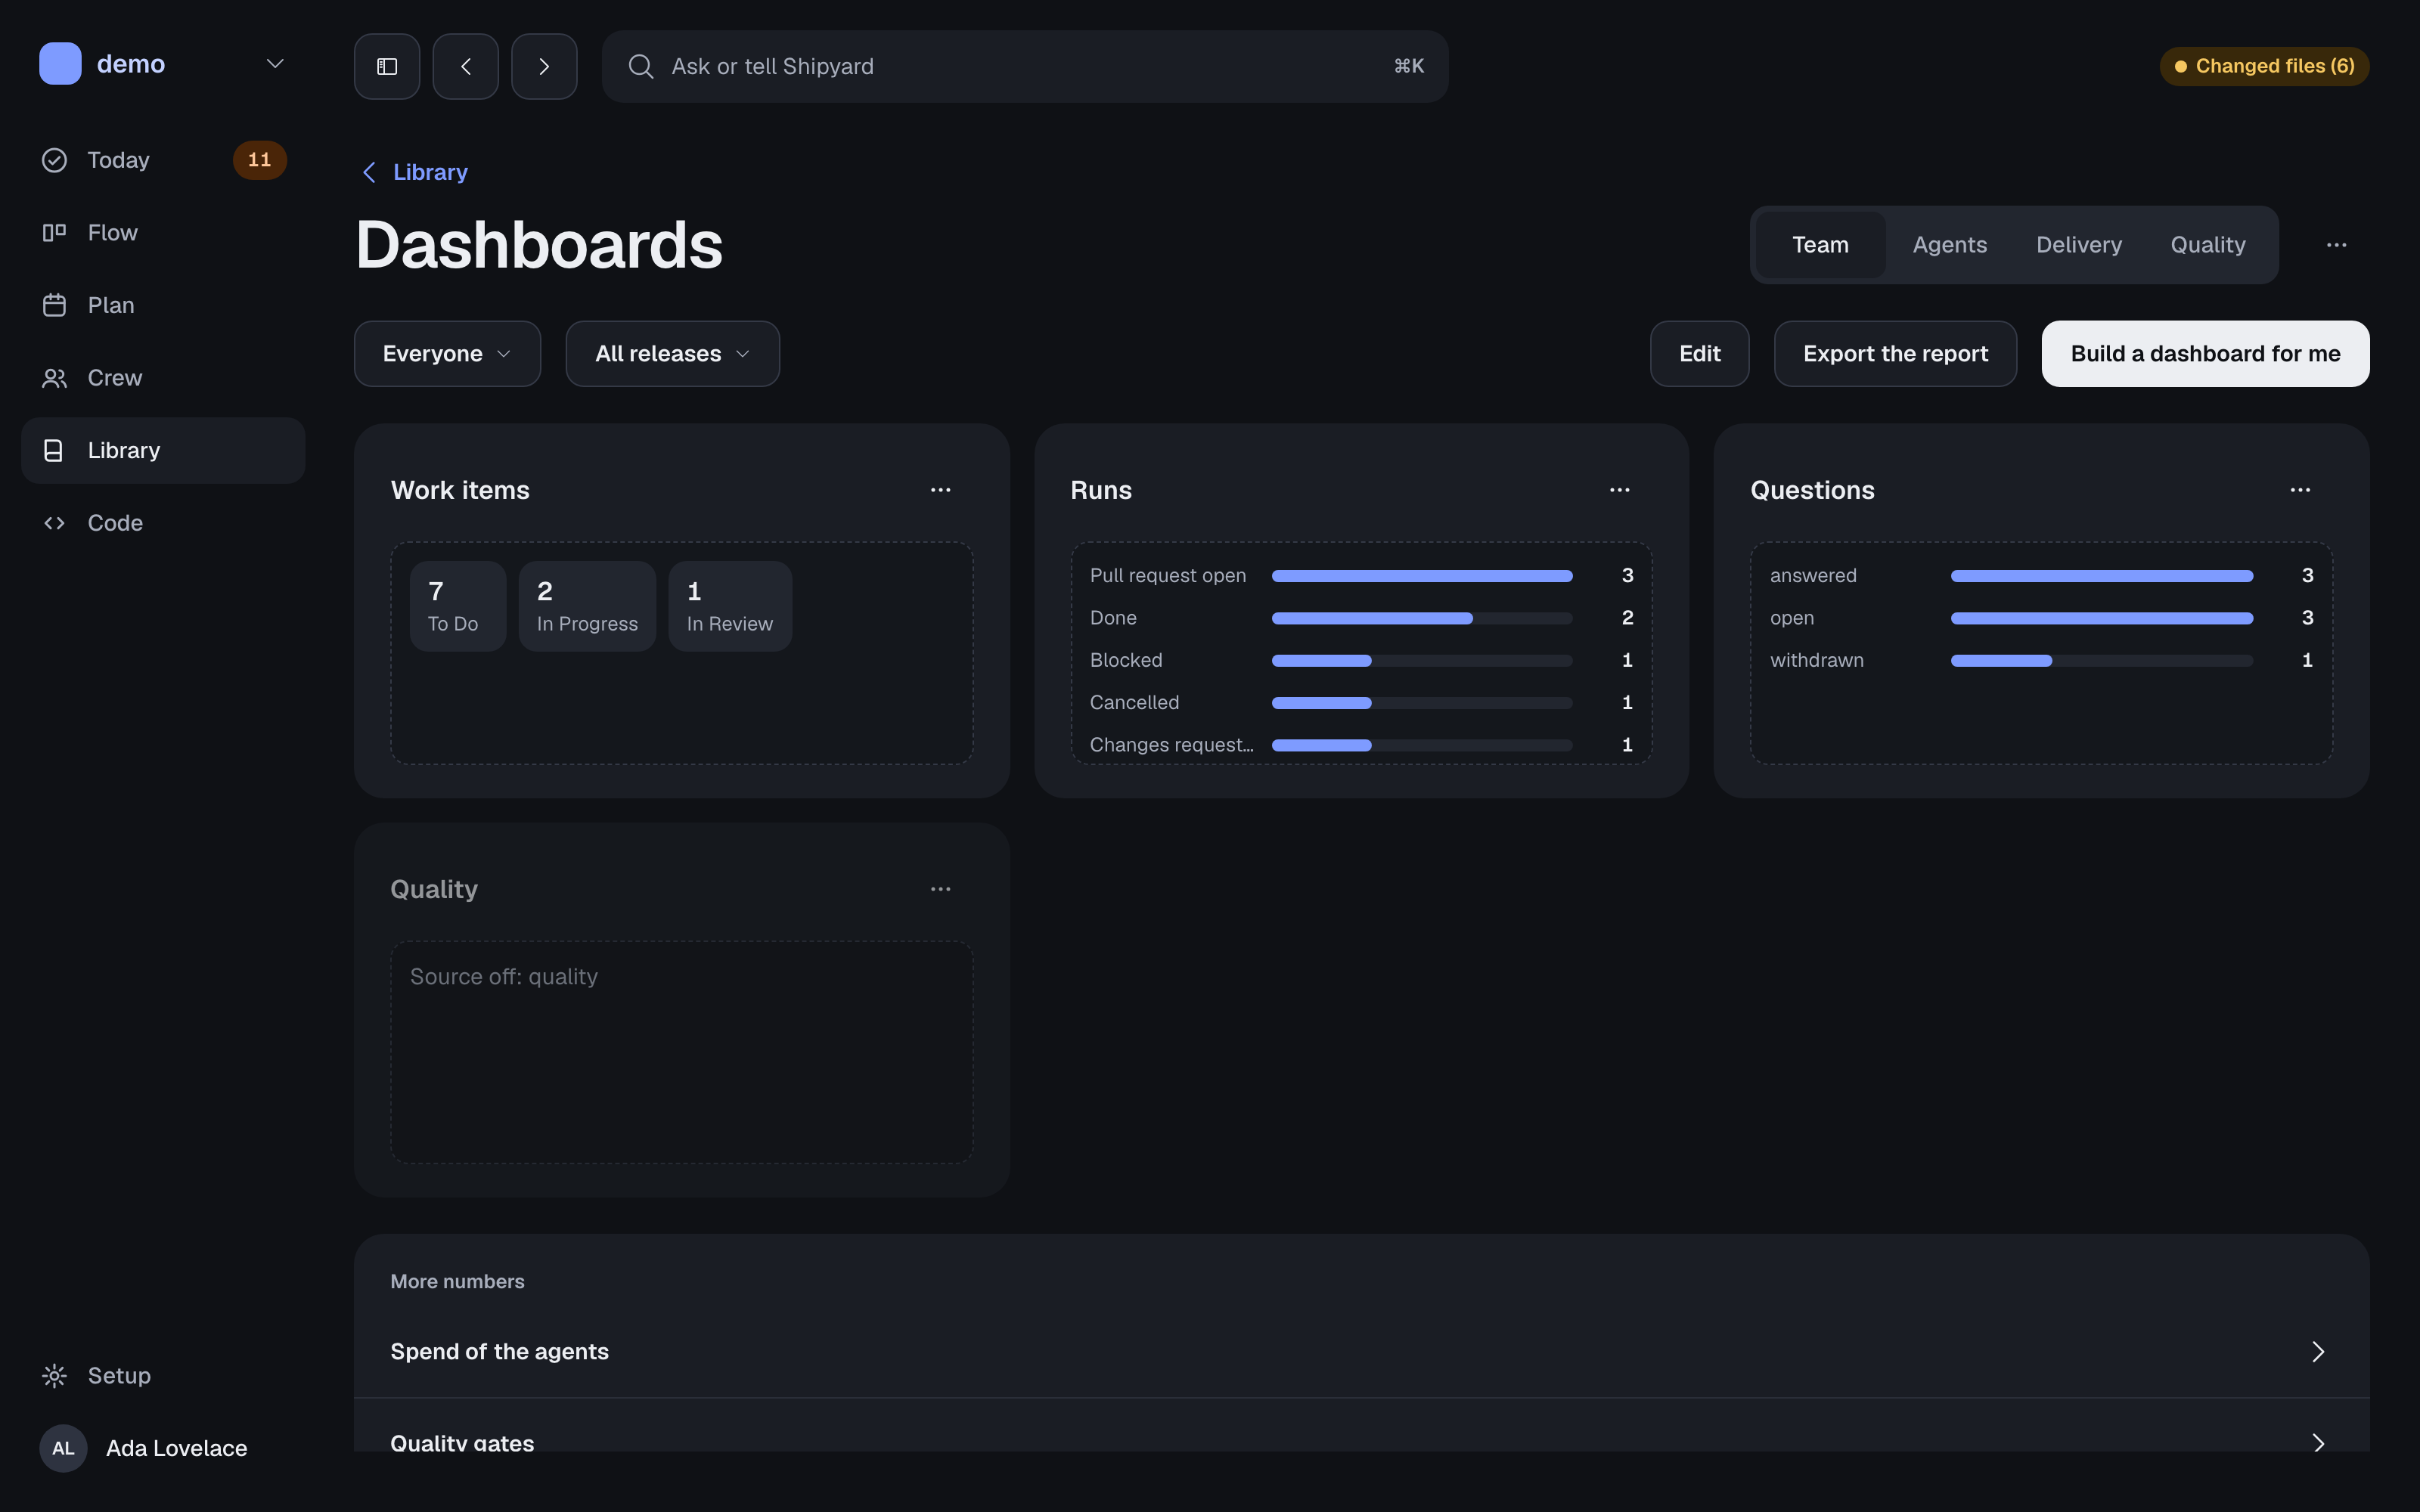 demo
Ask or tell Shipyard
⌘K
Changed files (6)
Today
11
Flow
Plan
Crew
Library
Code
Setup
AL
Ada Lovelace
Library
Dashboards
Team
Agents
Delivery
Quality
Everyone
All releases
Edit
Export the report
Build a dashboard for me
Work items
7
To Do
2
In Progress
1
In Review
Runs
Pull request open 3
Done 2
Blocked 1
Cancelled 1
Changes request… 1
Questions
answered 3
open 3
withdrawn 1
Quality
Source off: quality
More numbers
Spend of the agents
Quality gates